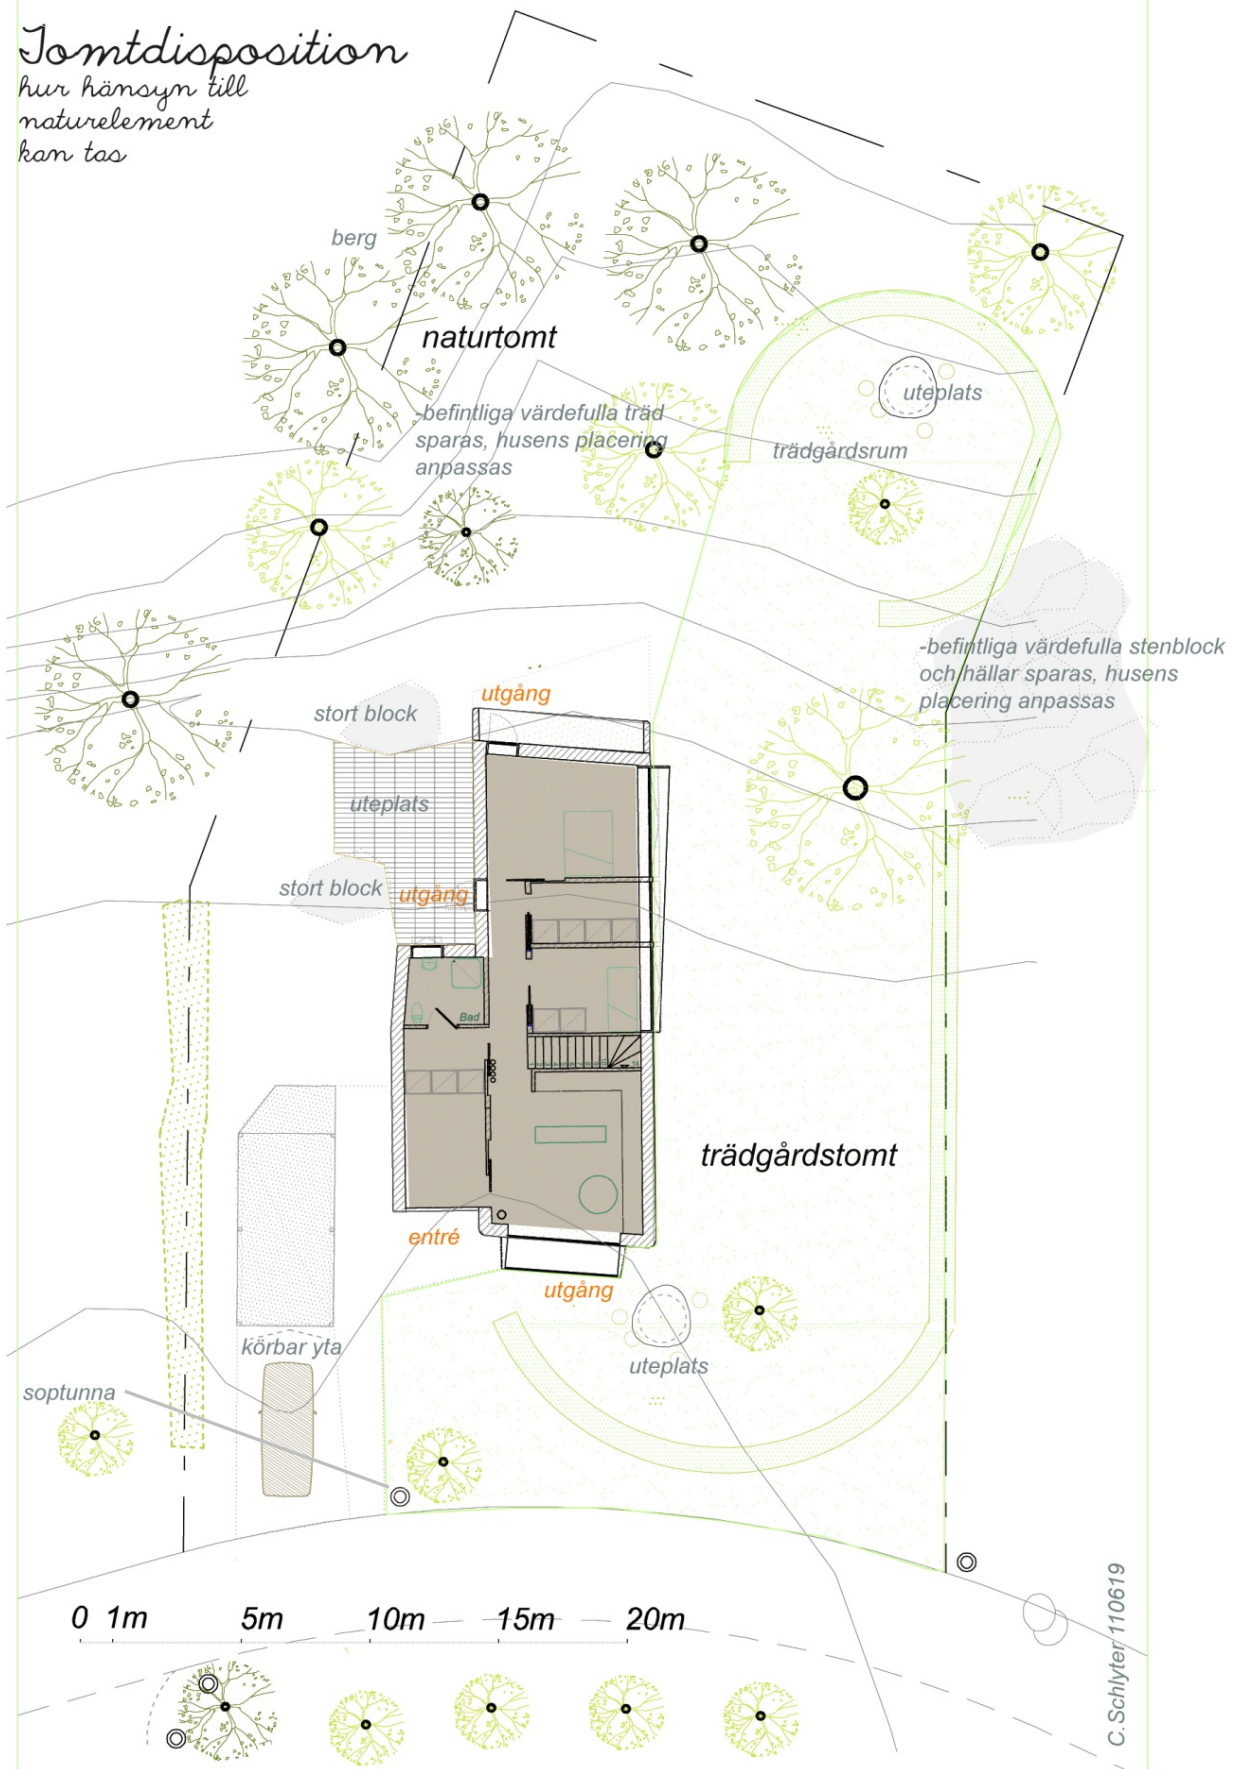 Tomtdisposition
hur hänsyn till
naturelement
kan tas
berg
naturtomt
-befintliga värdefulla träd
sparas, husens placering
anpassas
uteplats
trädgårdsrum
-befintliga värdefulla stenblock
och hällar sparas, husens
placering anpassas
utgång
stort block
uteplats
stort block
utgång
Bad
trädgårdstomt
entré
utgång
körbar yta
uteplats
soptunna
0 1m 5m 10m 15m 20m
C.Schlyter 110619